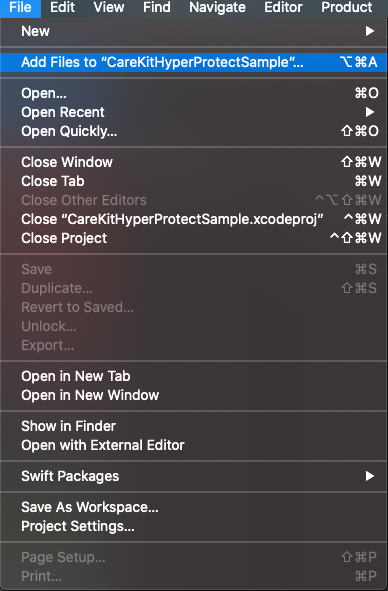 File Edit View Find Navigate Editor Product
New
Add Files to “CareKitHyperProtectSample”... ⌥⌘A
Open... ⌘O
Open Recent
Open Quickly... ⇧⌘O
Close Window ⇧⌘W
Close Tab ⌘W
Close Other Editors ^⌥⇧⌘W
Close “CareKitHyperProtectSample.xcodeproj” ^⌘W
Close Project ^⇧⌘W
Save ⌘S
Duplicate... ⇧⌘S
Revert to Saved...
Unlock...
Export...
Open in New Tab
Open in New Window
Show in Finder
Open with External Editor
Swift Packages
Save As Workspace...
Project Settings...
Page Setup... ⇧⌘P
Print... ⌘P